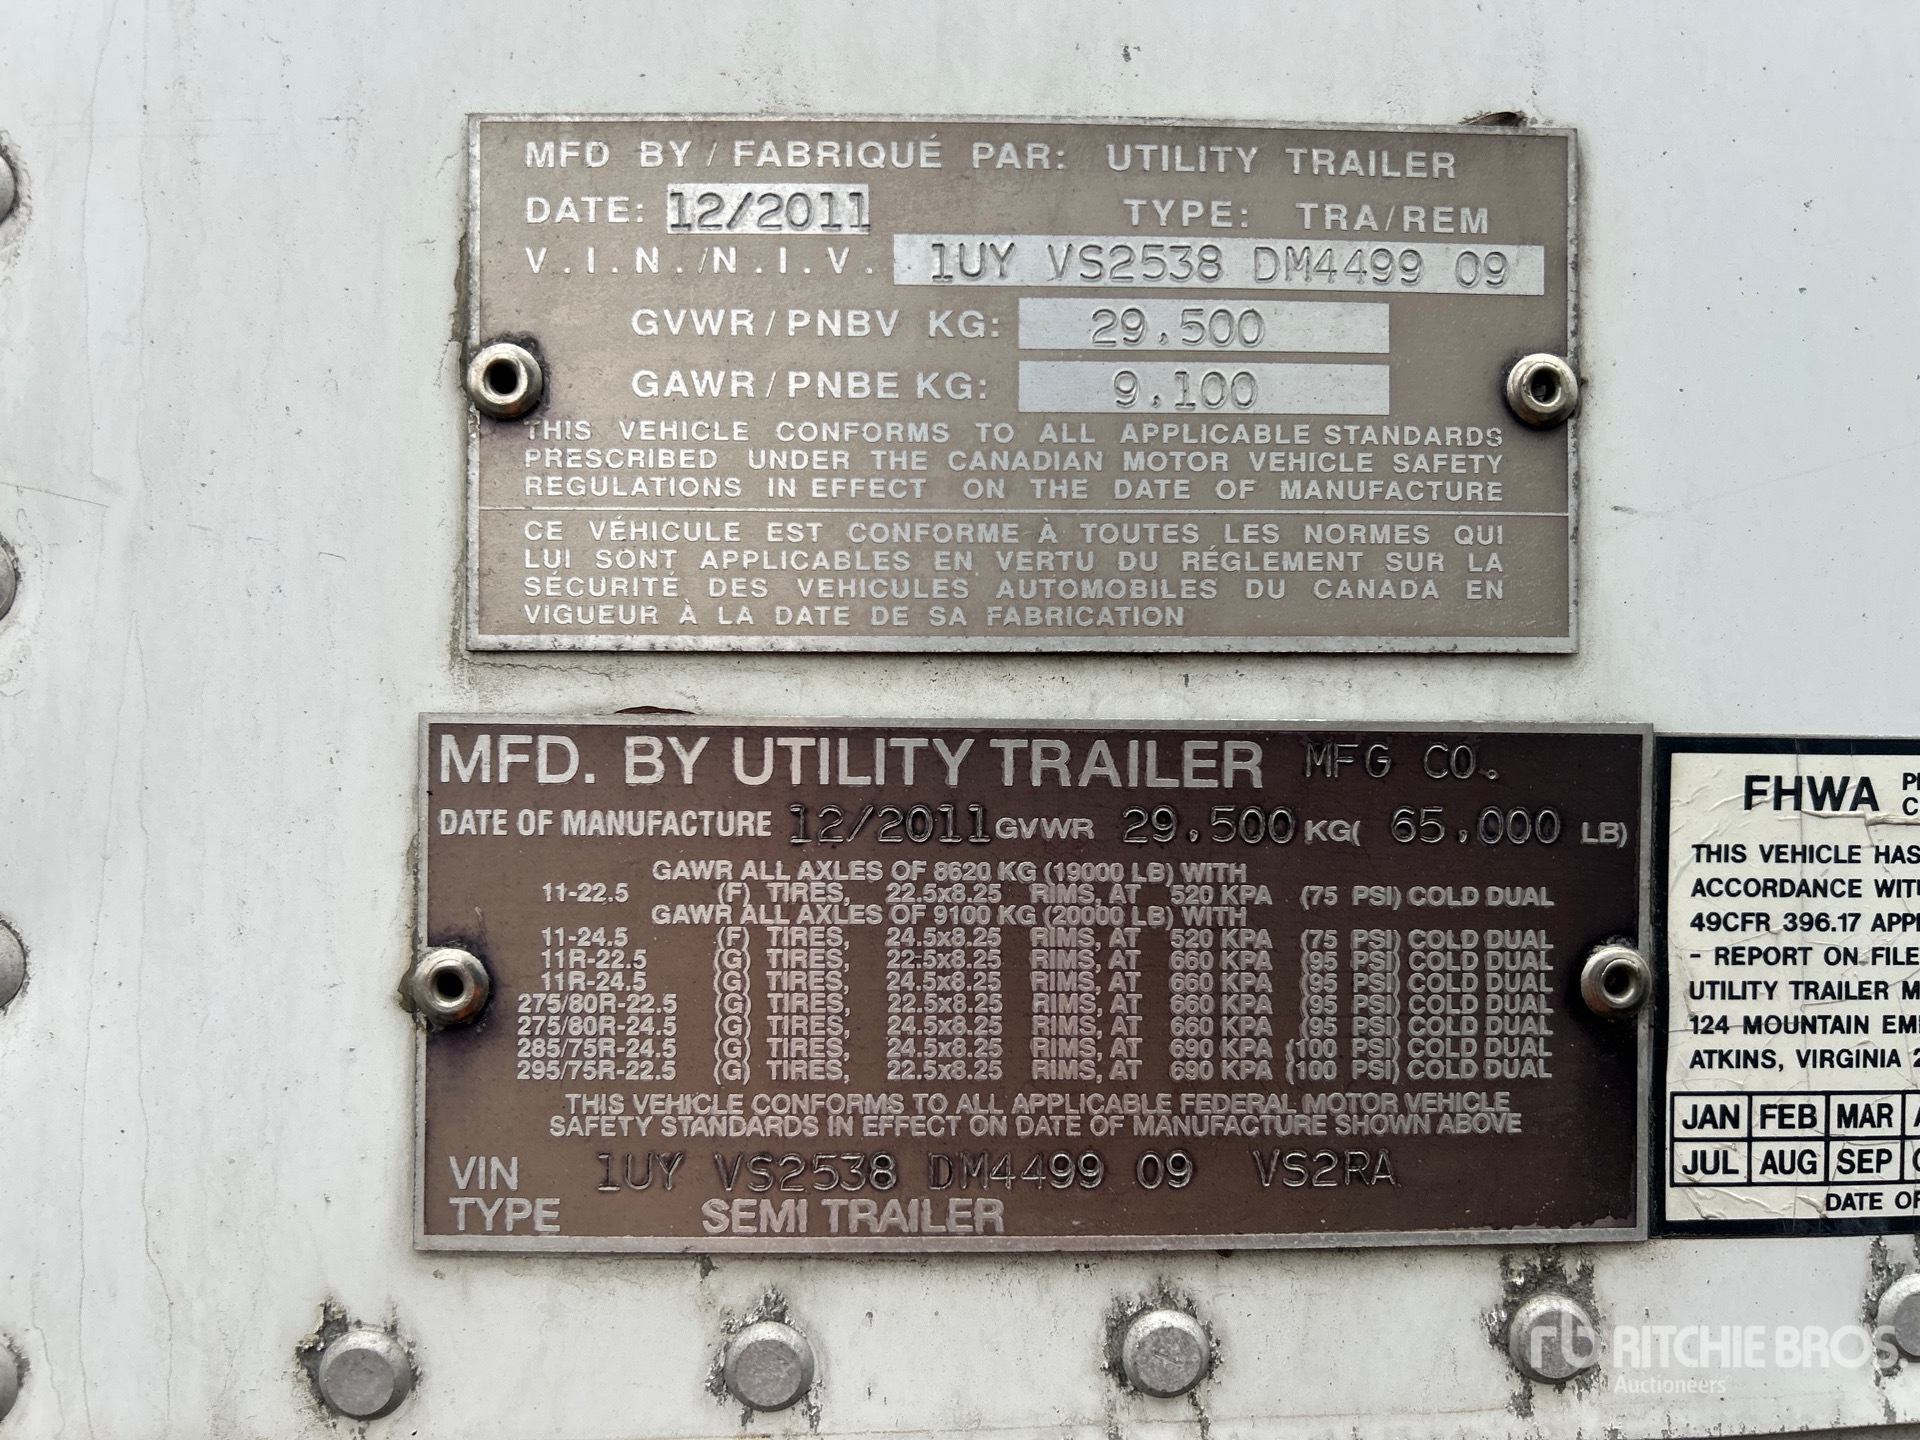 MFD BY / FABRIQUÉ PAR: UTILITY TRAILER
DATE: 12/2011 TYPE: TRA/REM
V.I.N./N.I.V. 1UY VS2538 DM4499 09
GVWR/PNBV KG: 29,500
GAWR/PNBE KG: 9,100
THIS VEHICLE CONFORMS TO ALL APPLICABLE STANDARDS
PRESCRIBED UNDER THE CANADIAN MOTOR VEHICLE SAFETY
REGULATIONS IN EFFECT ON THE DATE OF MANUFACTURE
CE VÉHICULE EST CONFORME À TOUTES LES NORMES QUI
LUI SONT APPLICABLES EN VERTU DU RÉGLEMENT SUR LA
SÉCURITÉ DES VEHICULES AUTOMOBILES DU CANADA EN
VIGUEUR À LA DATE DE SA FABRICATION
MFD. BY UTILITY TRAILER MFG CO.
DATE OF MANUFACTURE 12/2011 GVWR 29,500 KG( 65,000 LB)
GAWR ALL AXLES OF 8620 KG (19000 LB) WITH
11-22.5 (F) TIRES, 22.5x8.25 RIMS, AT 520 KPA (75 PSI) COLD DUAL
GAWR ALL AXLES OF 9100 KG (20000 LB) WITH
11-24.5 (F) TIRES, 24.5x8.25 RIMS, AT 520 KPA (75 PSI) COLD DUAL
11R-22.5 (G) TIRES, 22.5x8.25 RIMS, AT 660 KPA (95 PSI) COLD DUAL
11R-24.5 (G) TIRES, 24.5x8.25 RIMS, AT 660 KPA (95 PSI) COLD DUAL
275/80R-22.5 (G) TIRES, 22.5x8.25 RIMS, AT 660 KPA (95 PSI) COLD DUAL
275/80R-24.5 (G) TIRES, 24.5x8.25 RIMS, AT 660 KPA (95 PSI) COLD DUAL
285/75R-24.5 (G) TIRES, 24.5x8.25 RIMS, AT 690 KPA (100 PSI) COLD DUAL
295/75R-22.5 (G) TIRES, 22.5x8.25 RIMS, AT 690 KPA (100 PSI) COLD DUAL
THIS VEHICLE CONFORMS TO ALL APPLICABLE FEDERAL MOTOR VEHICLE
SAFETY STANDARDS IN EFFECT ON DATE OF MANUFACTURE SHOWN ABOVE
VIN 1UY VS2538 DM4499 09 VS2RA
TYPE SEMI TRAILER
FHWA
THIS VEHICLE HAS
ACCORDANCE WITH
49CFR 396.17
- REPORT ON FILE
UTILITY TRAILER
124 MOUNTAIN
ATKINS, VIRGINIA
JAN FEB MAR
JUL AUG SEP
DATE OF
rb RITCHIE BROS.
Auctioneers